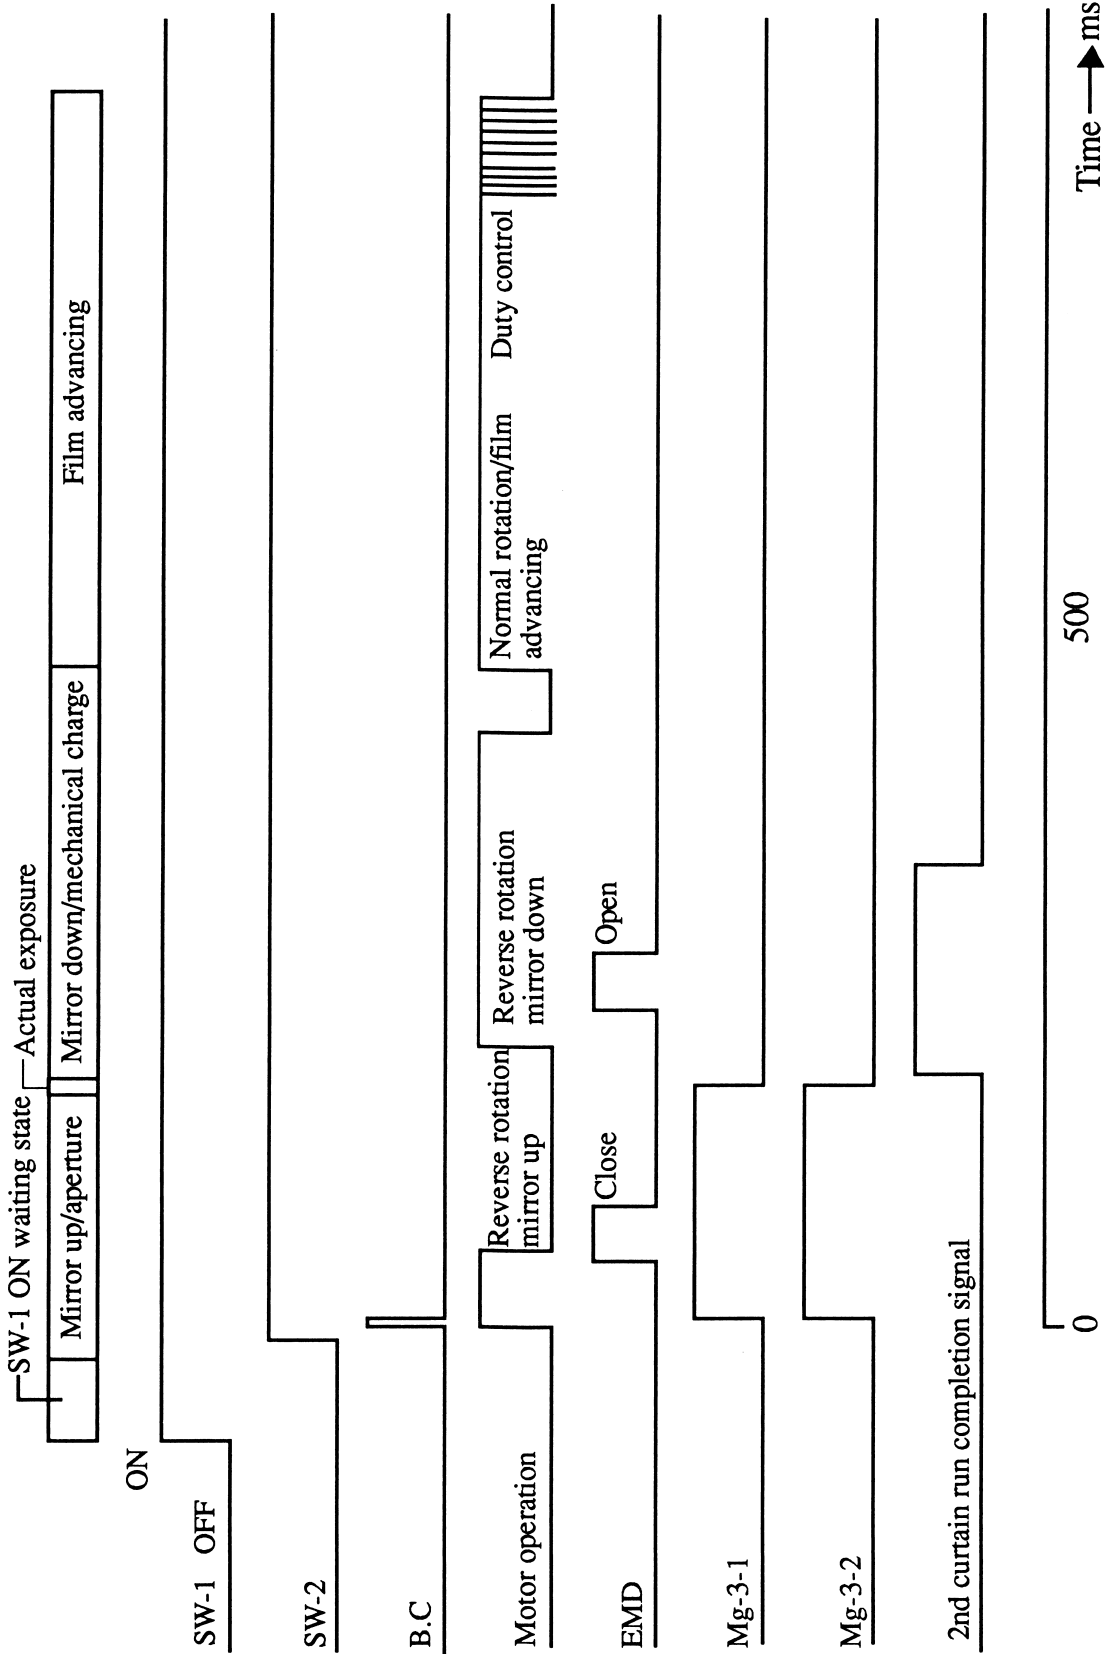 SW-1 ON waiting state
Actual exposure
Mirror up/aperture
Mirror down/mechanical charge
Film advancing
ON
SW-1 OFF
SW-2
B.C
Motor operation
Reverse rotation
mirror up
Reverse rotation
mirror down
Normal rotation/film
advancing
Duty control
EMD
Close
Open
Mg-3-1
Mg-3-2
2nd curtain run completion signal
0
500
Time
ms